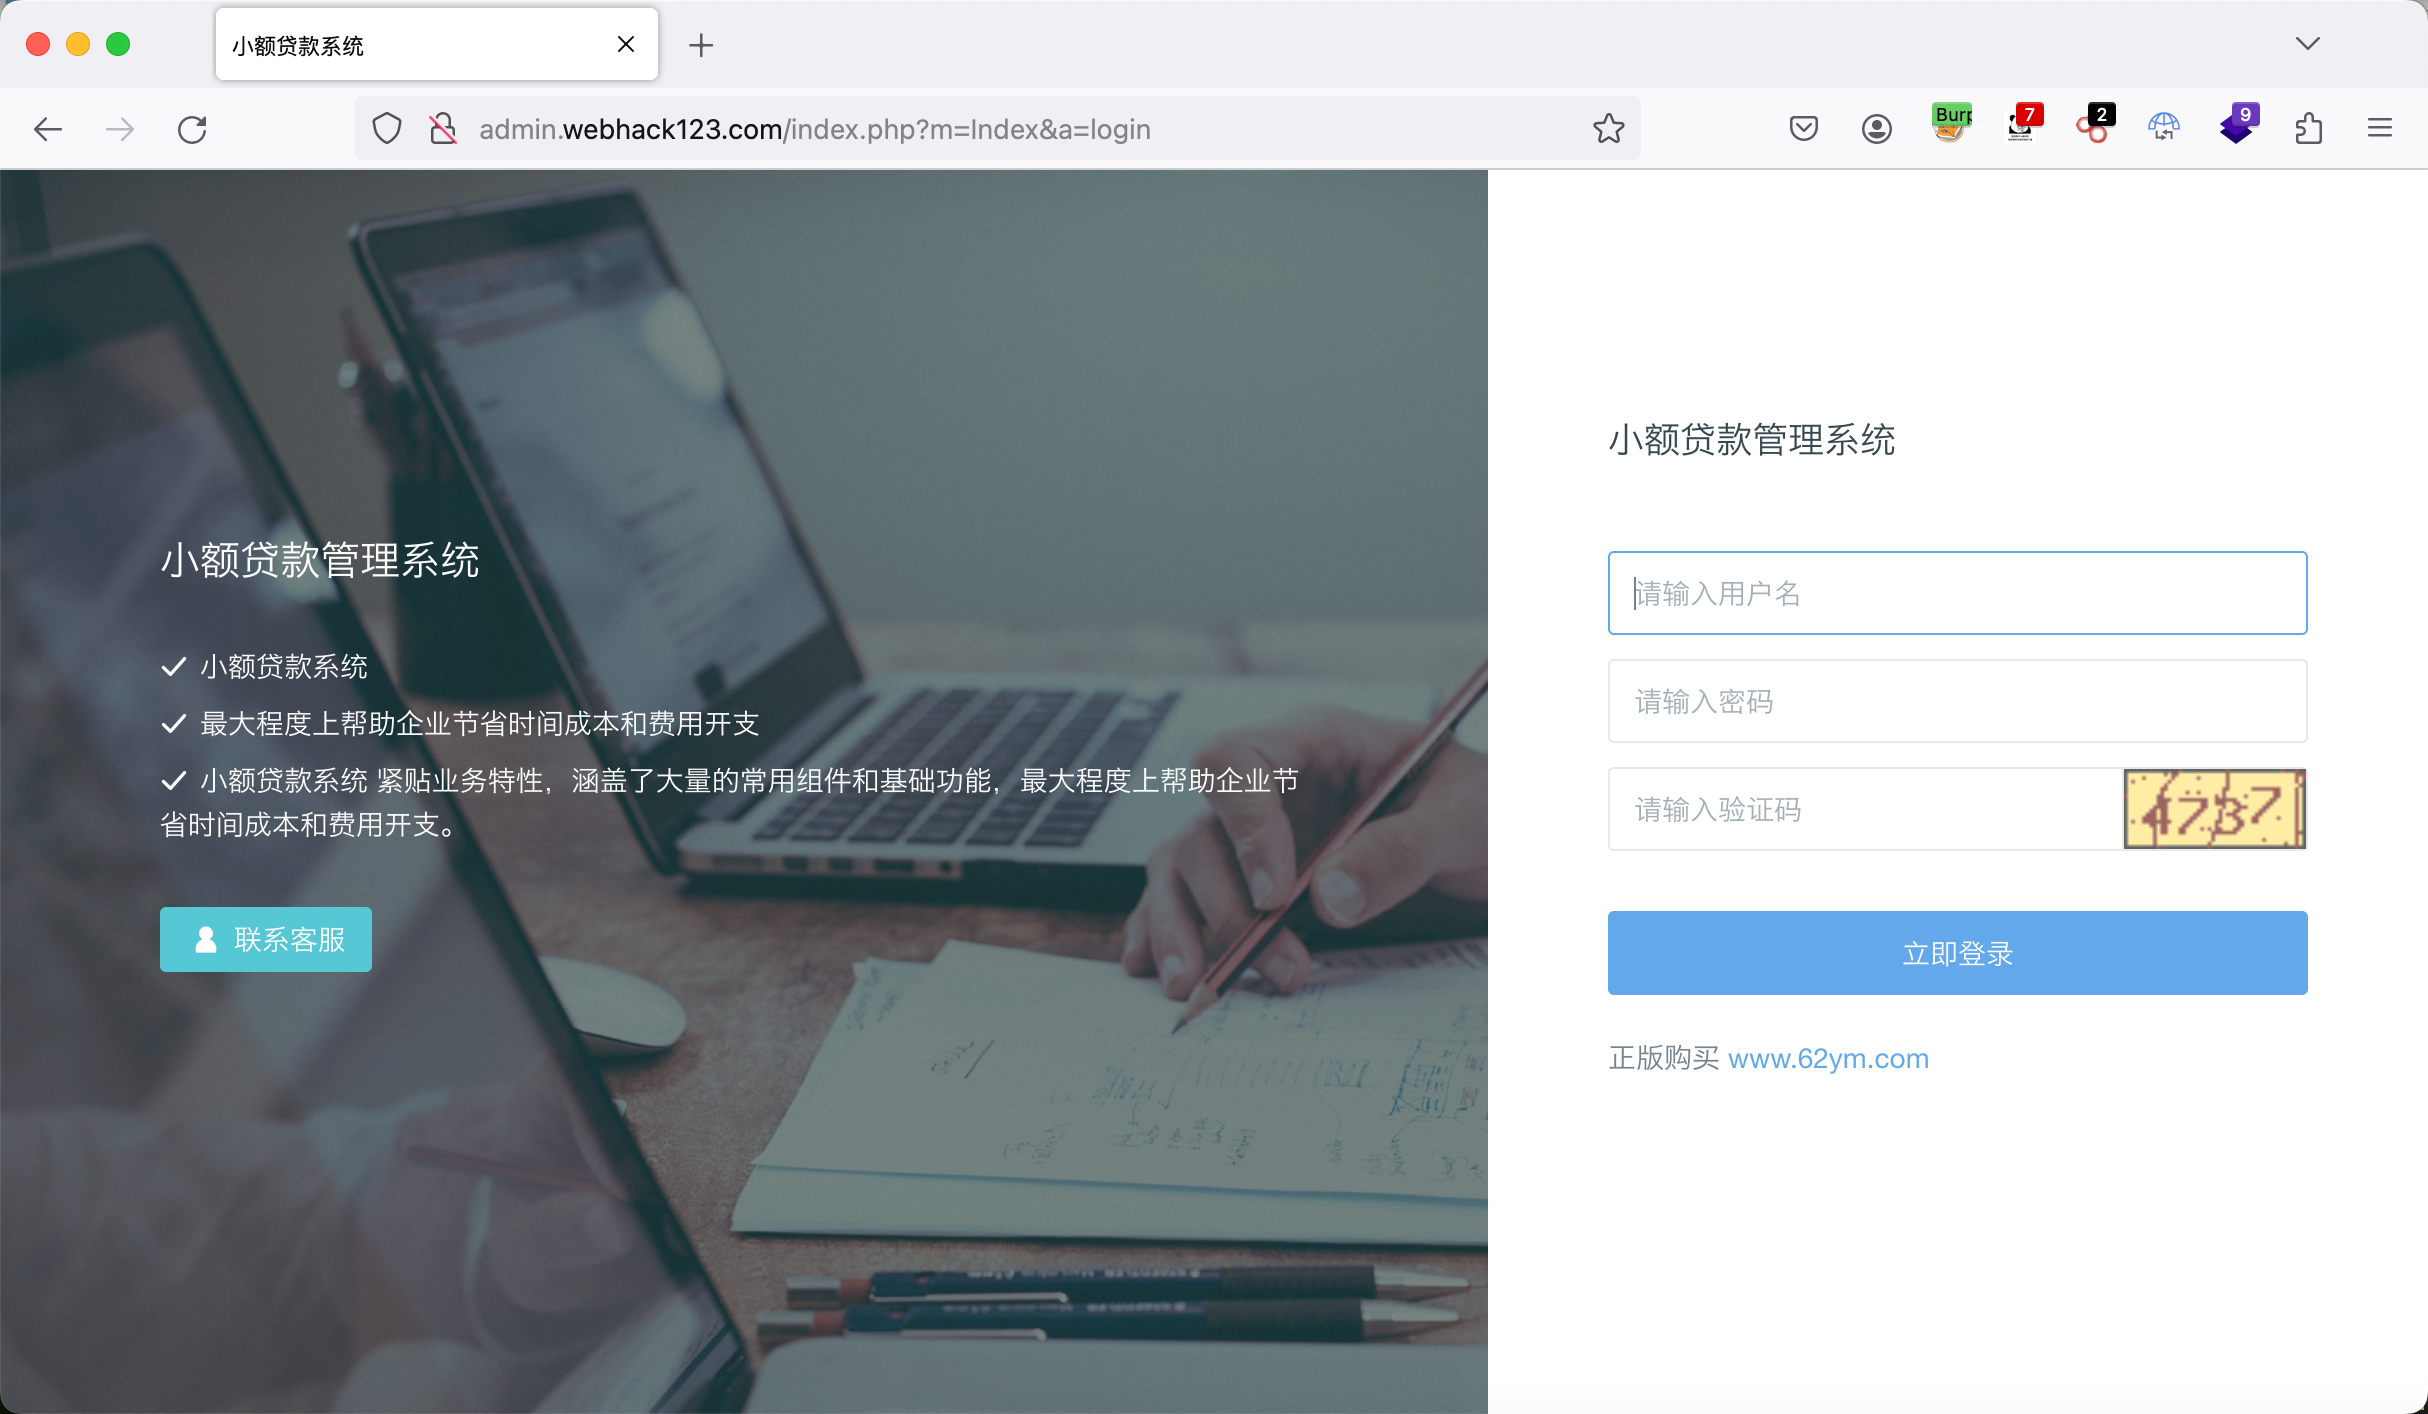 小额贷款系统
admin.webhack123.com/index.php?m=Index&a=login
Burp
7
2
9
小额贷款管理系统
小额贷款系统
最大程度上帮助企业节省时间成本和费用开支
小额贷款系统 紧贴业务特性，涵盖了大量的常用组件和基础功能，最大程度上帮助企业节
省时间成本和费用开支。
联系客服
小额贷款管理系统
请输入用户名
请输入密码
请输入验证码
4737
立即登录
正版购买 www.62ym.com